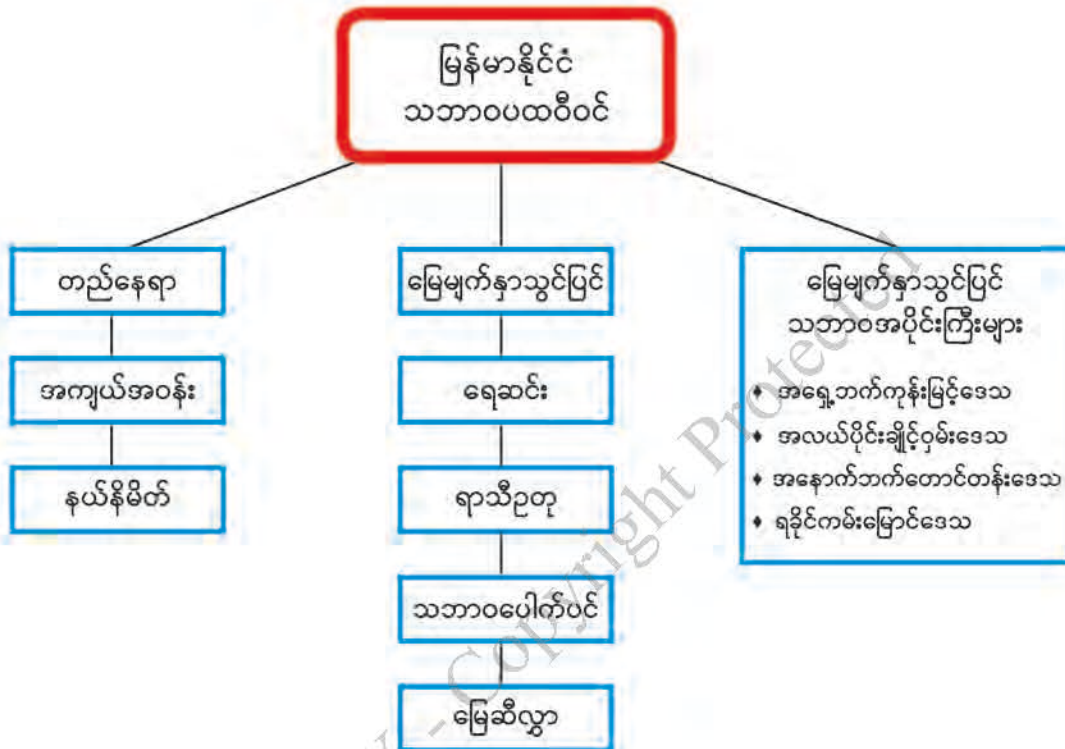 မြန်မာနိုင်ငံ
သဘာဝပထဝီဝင်
တည်နေရာ
အကျယ်အဝန်း
နယ်နိမိတ်
မြေမျက်နှာသွင်ပြင်
ရေဆင်း
ရာသီဥတု
သဘာဝပေါက်ပင်
မြေဆီလွှာ
မြေမျက်နှာသွင်ပြင်
သဘာဝအပိုင်းကြီးများ
♦ အရှေ့ဘက်ကုန်းမြင့်ဒေသ
♦ အလယ်ပိုင်းချိုင့်ဝှမ်းဒေသ
♦ အနောက်ဘက်တောင်တန်းဒေသ
♦ ရခိုင်ကမ်းမြောင်ဒေသ
- Copyright Protected